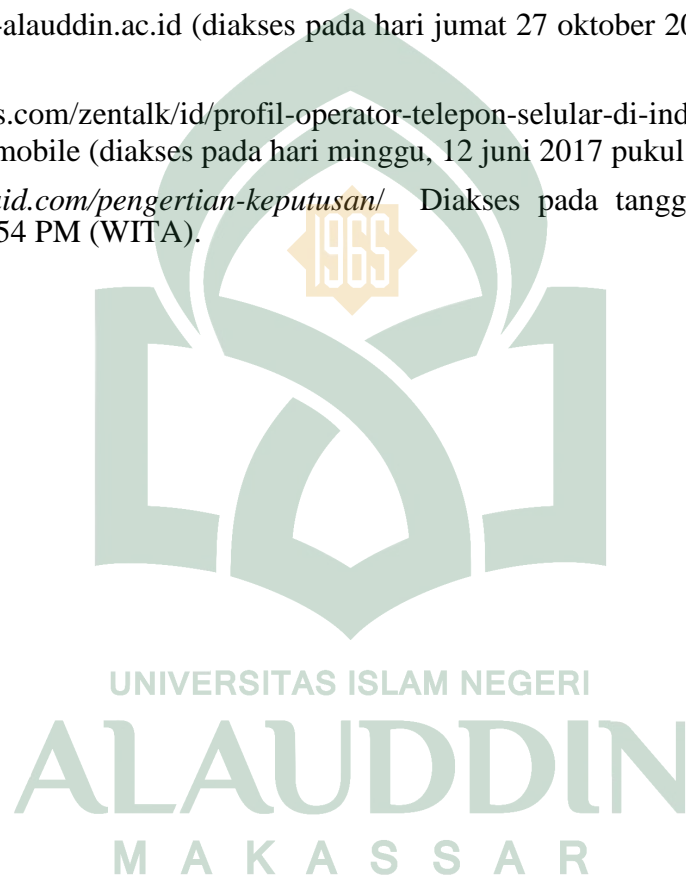 -alauddin.ac.id (diakses pada hari jumat 27 oktober 20
s.com/zentalk/id/profil-operator-telepon-selular-di-ind
mobile (diakses pada hari minggu, 12 juni 2017 pukul
aid.com/pengertian-keputusan/ Diakses pada tangg
54 PM (WITA).
1965
UNIVERSITAS ISLAM NEGERI
ALAUDDIN
MAKASSAR